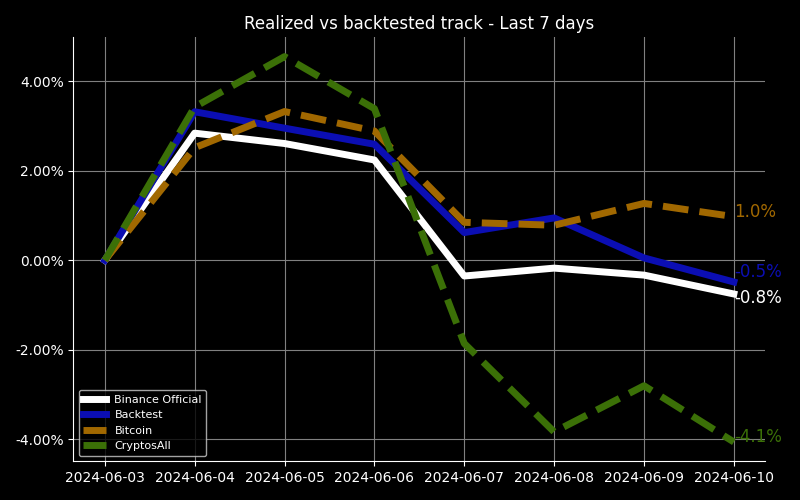 Realized vs backtested track - Last 7 days
4.00%
2.00%
0.00%
-2.00%
-4.00%
1.0%
-0.5%
-0.8%
-4.1%
Binance Official
Backtest
Bitcoin
CryptosAll
2024-06-03 2024-06-04 2024-06-05 2024-06-06 2024-06-07 2024-06-08 2024-06-09 2024-06-10